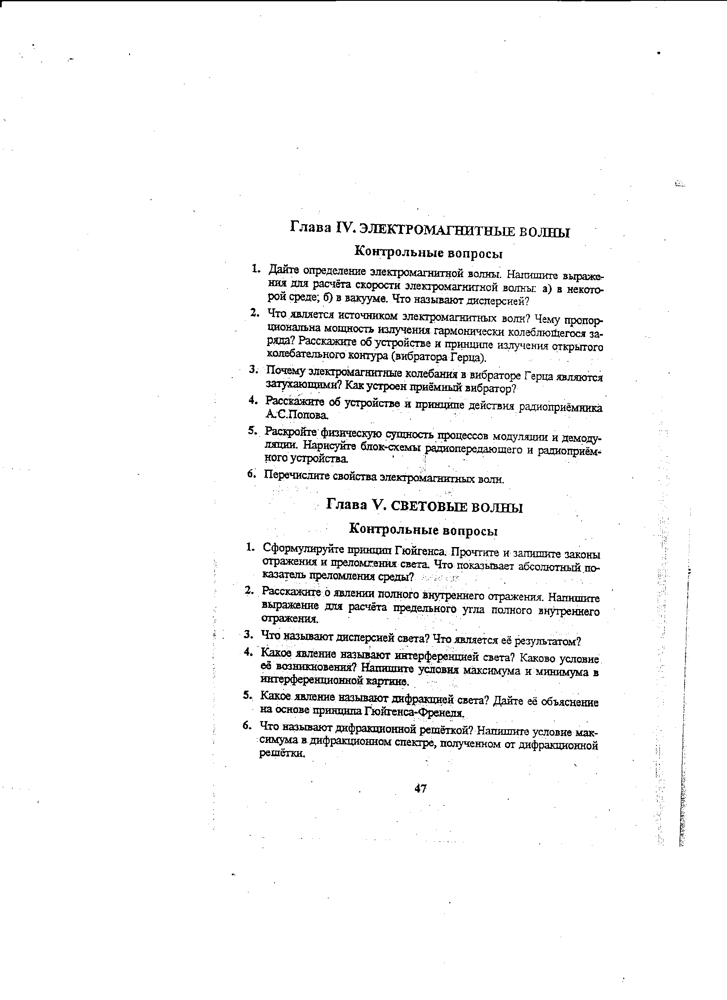 Глава IV. ЭЛЕКТРОМАГНИТНЫЕ ВОЛНЫ
Контрольные вопросы
1. Дайте определение электромагнитной волны. Напишите выраже-
ния для расчёта скорости электромагнитной волны: а) в некото-
рой среде; б) в вакууме. Что называют дисперсией?
2. Что является источником электромагнитных волн? Чему пропор-
циональна мощность излучения гармонически колеблющегося за-
ряда? Расскажите об устройстве и принципе излучения открытого
колебательного контура (вибратора Герца).
3. Почему электромагнитные колебания в вибраторе Герца являются
затухающими? Как устроен приёмный вибратор?
4. Расскажите об устройстве и принципе действия радиоприёмника
А.С.Попова.
5. Раскройте физическую сущность процессов модуляции и демоду-
ляции. Нарисуйте блок-схемы радиопередающего и радиоприём-
ного устройства.
6. Перечислите свойства электромагнитных волн.
Глава V. СВЕТОВЫЕ ВОЛНЫ
Контрольные вопросы
1. Сформулируйте принцип Гюйгенса. Прочтите и запишите законы
отражения и преломления света. Что показывает абсолютный по-
казатель преломления среды?
2. Расскажите о явлении полного внутреннего отражения. Напишите
выражение для расчёта предельного угла полного внутреннего
отражения.
3. Что называют дисперсией света? Что является её результатом?
4. Какое явление называют интерференцией света? Каково условие
её возникновения? Напишите условия максимума и минимума в
интерференционной картине.
5. Какое явление называют дифракцией света? Дайте её объяснение
на основе принципа Гюйгенса-Френеля.
6. Что называют дифракционной решёткой? Напишите условие мак-
симума в дифракционном спектре, полученном от дифракционной
решётки.
47